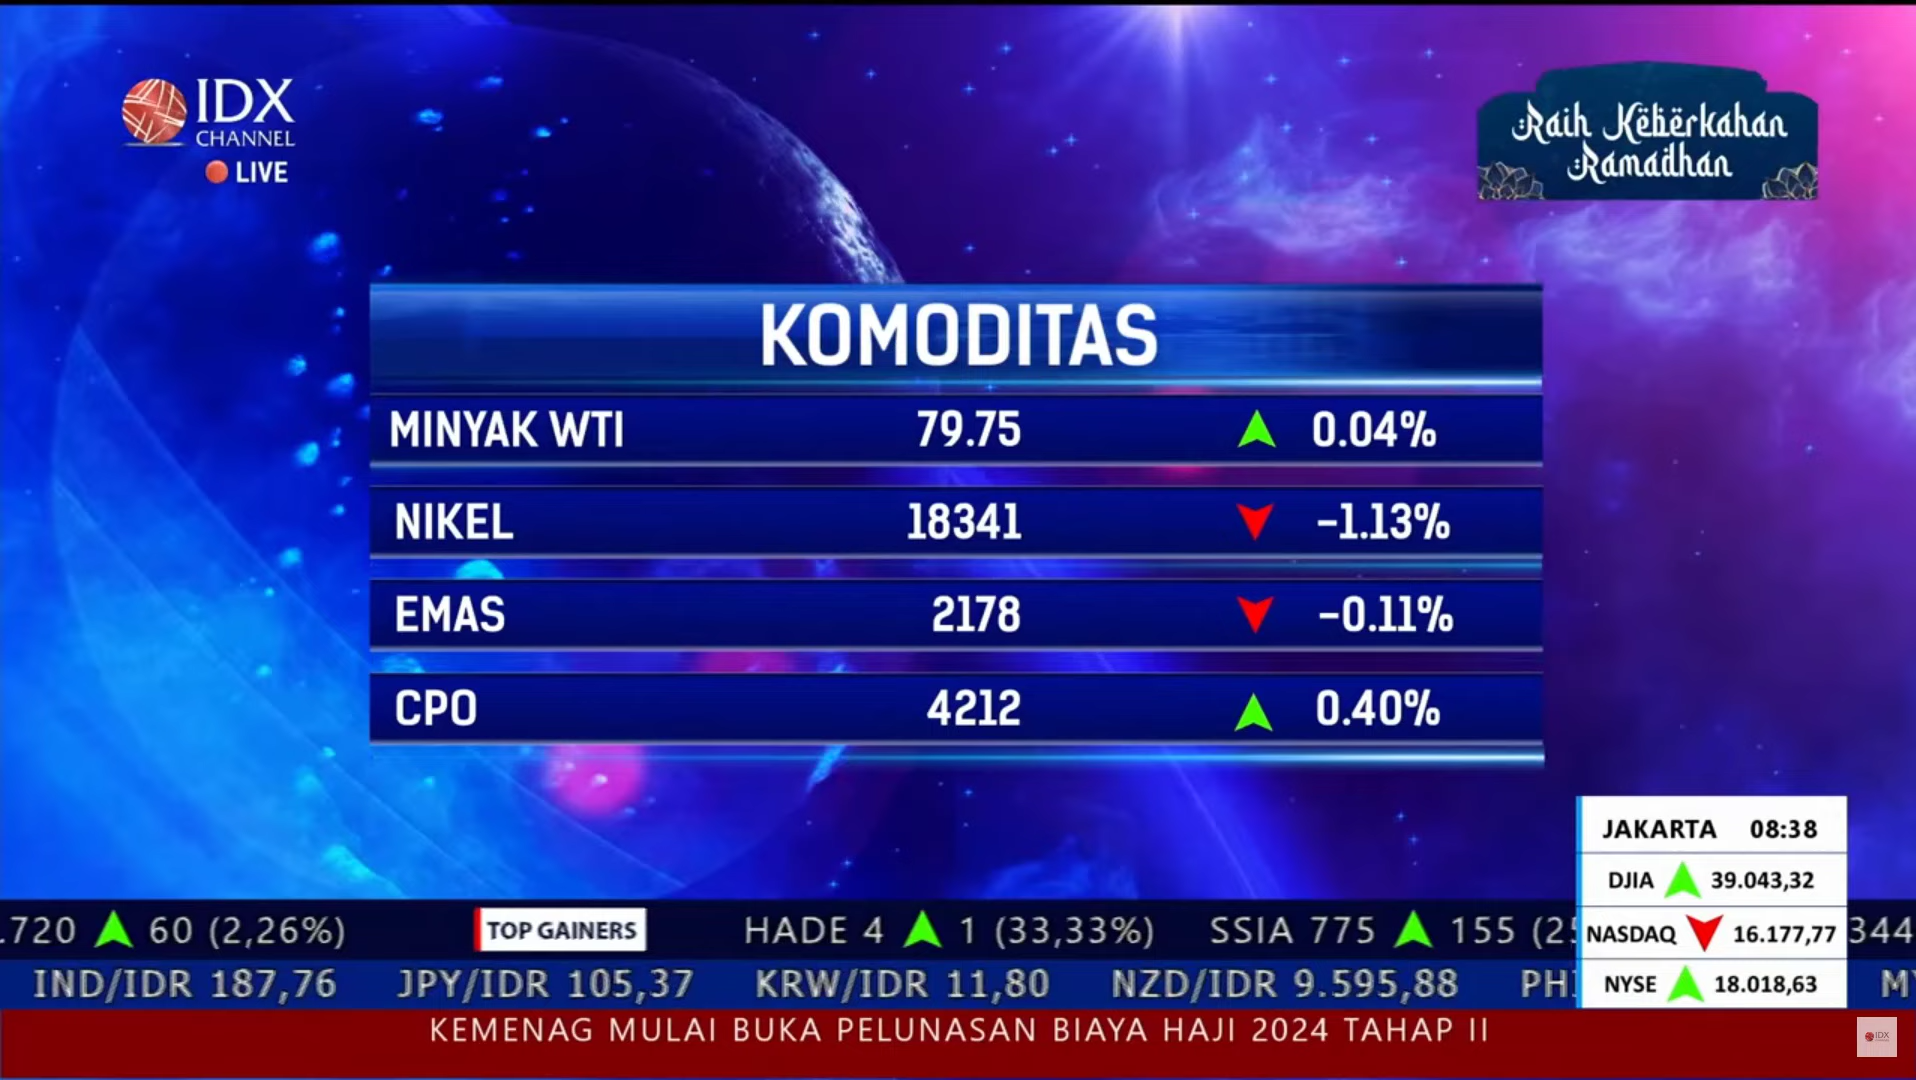 IDX
CHANNEL
LIVE
Raih Keberkahan
Ramadhan
KOMODITAS
MINYAK WTI 79.75 0.04%
NIKEL 18341 -1.13%
EMAS 2178 -0.11%
CPO 4212 0.40%
JAKARTA 08:38
DJIA 39.043,32
NASDAQ 16.177,77
NYSE 18.018,63
.720 60 (2,26%) TOP GAINERS HADE 4 1 (33,33%) SSIA 775 155 344
IND/IDR 187,76 JPY/IDR 105,37 KRW/IDR 11,80 NZD/IDR 9.595,88
KEMENAG MULAI BUKA PELUNASAN BIAYA HAJI 2024 TAHAP II
IDX